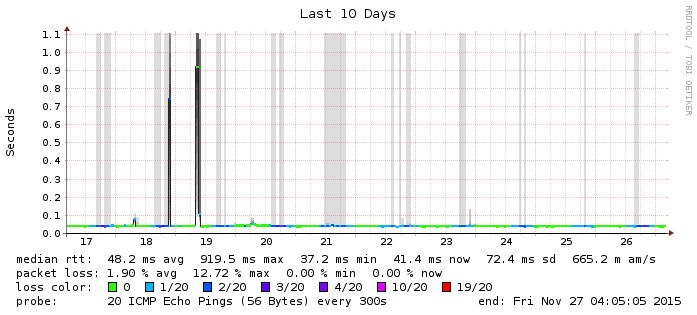 Last 10 Days
RRDTOOL / TOBI OETIKER
Seconds
1.1
1.0
0.9
0.8
0.7
0.6
0.5
0.4
0.3
0.2
0.1
0.0
17 18 19 20 21 22 23 24 25 26
median rtt: 48.2 ms avg 919.5 ms max 37.2 ms min 41.4 ms now 72.4 ms sd 665.2 m am/s
packet loss: 1.90 % avg 12.72 % max 0.00 % min 0.00 % now
loss color: 0 1/20 2/20 3/20 4/20 10/20 19/20
probe: 20 ICMP Echo Pings (56 Bytes) every 300s end: Fri Nov 27 04:05:05 2015